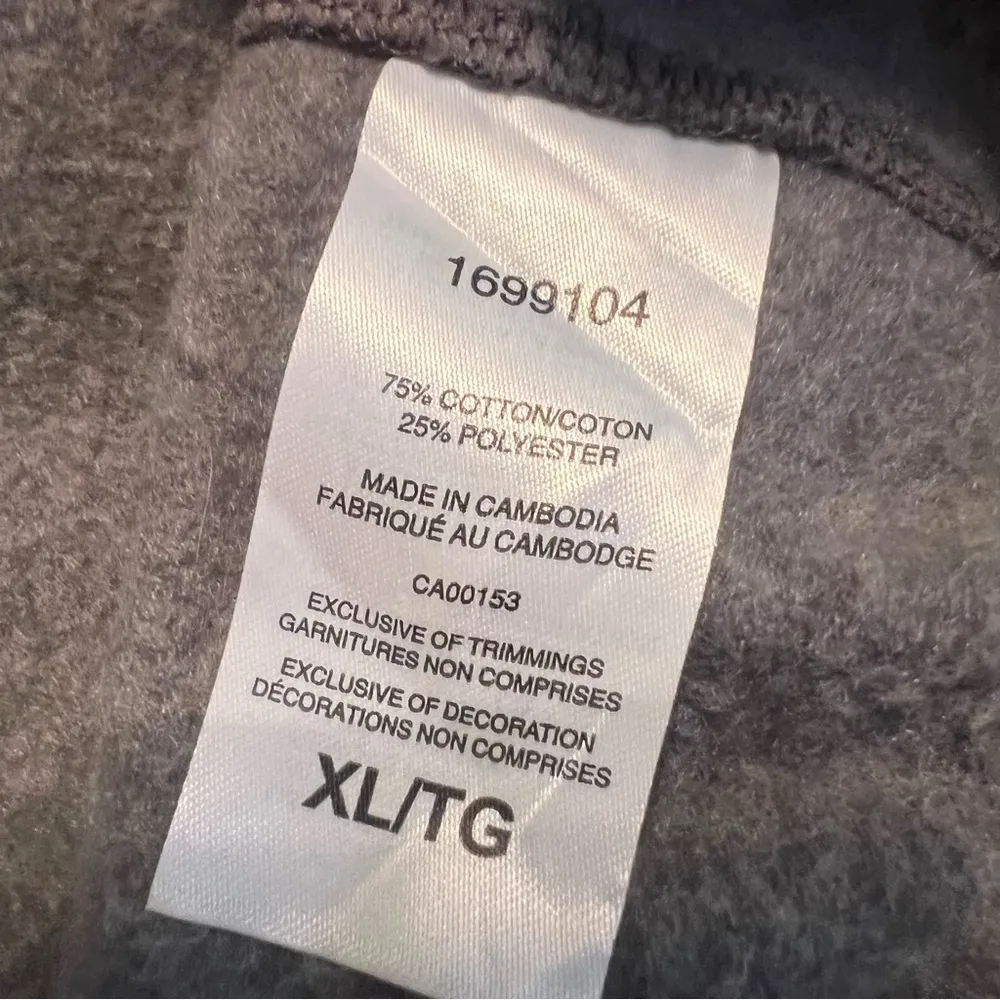 1699104
75% COTTON/COTON
25% POLYESTER
MADE IN CAMBODIA
FABRIQUÉ AU CAMBODGE
CA00153
EXCLUSIVE OF TRIMMINGS
GARNITURES NON COMPRISES
EXCLUSIVE OF DECORATION
DÉCORATIONS NON COMPRISES
XL/TG